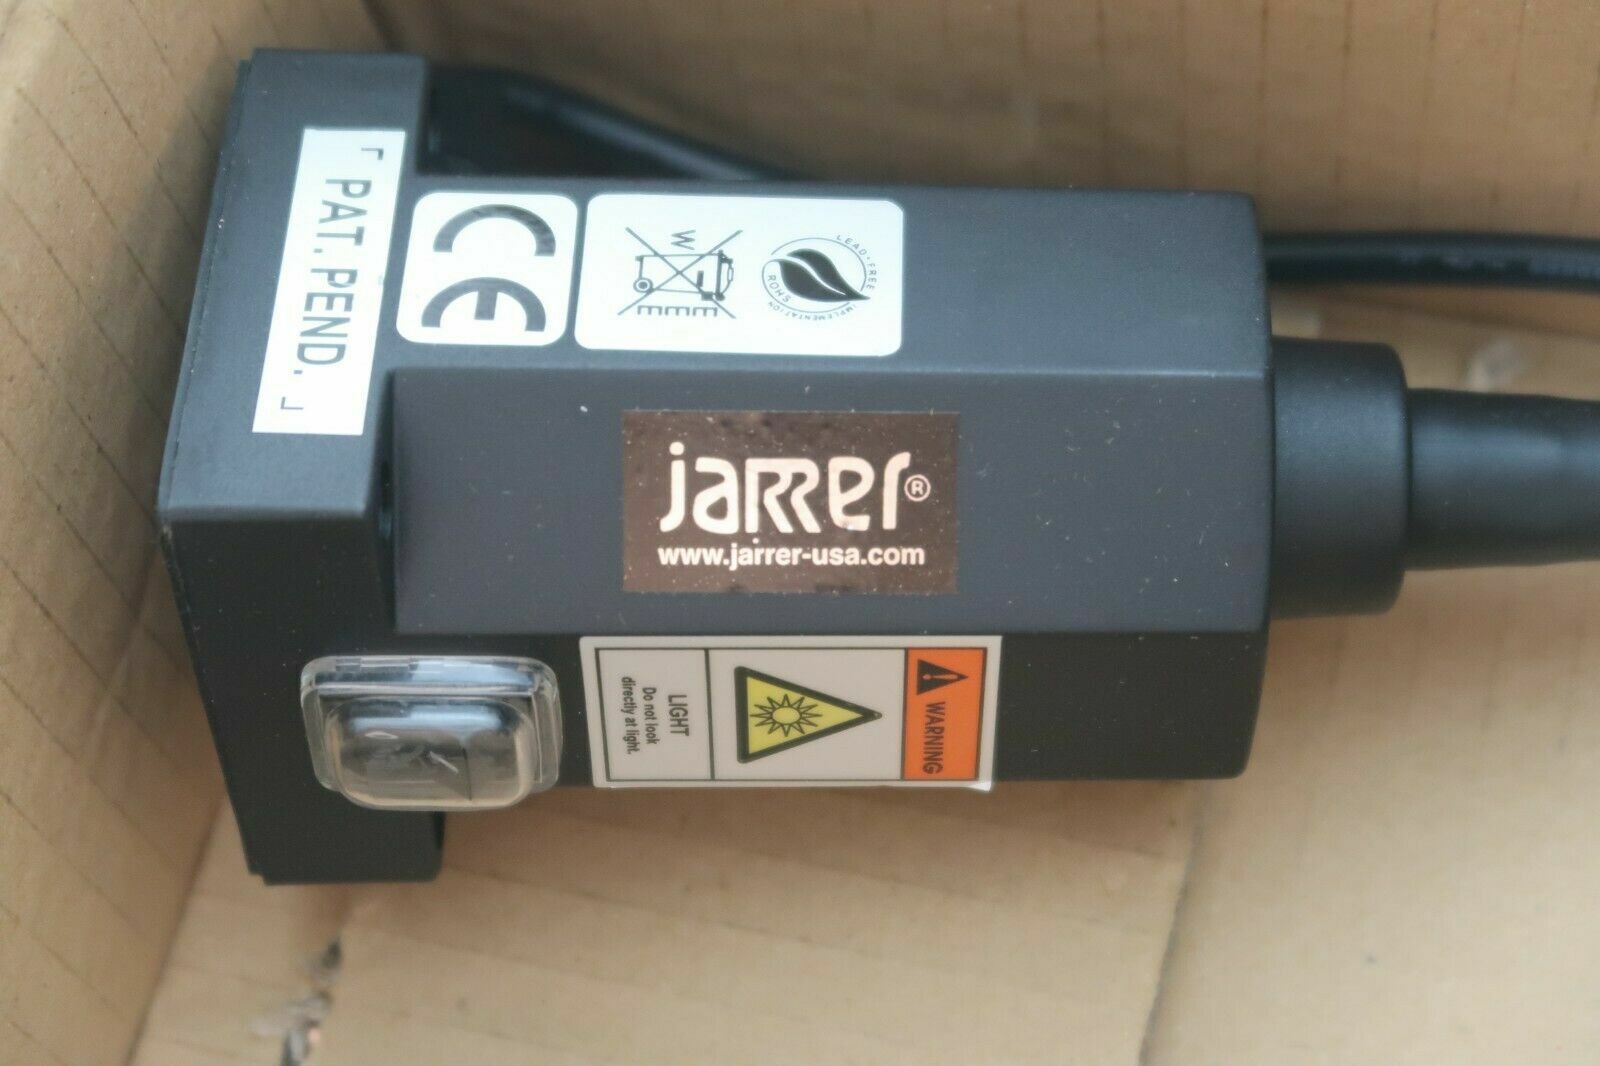 「 PAT. PEND. 」
CE
WEEE
LEAD-FREE
ROHS
IMPLEMENTATION
jarrer®
www.jarrer-usa.com
WARNING
LIGHT
Do not look
directly at light.